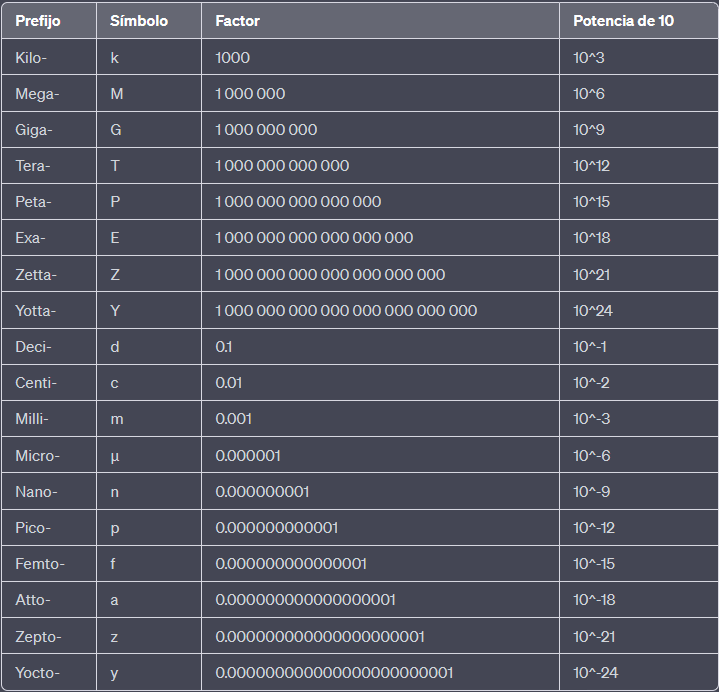 Prefijo Símbolo Factor Potencia de 10
Kilo- k 1000 10^3
Mega- M 1 000 000 10^6
Giga- G 1 000 000 000 10^9
Tera- T 1 000 000 000 000 10^12
Peta- P 1 000 000 000 000 000 10^15
Exa- E 1 000 000 000 000 000 000 10^18
Zetta- Z 1 000 000 000 000 000 000 000 10^21
Yotta- Y 1 000 000 000 000 000 000 000 000 10^24
Deci- d 0.1 10^-1
Centi- c 0.01 10^-2
Milli- m 0.001 10^-3
Micro- μ 0.000001 10^-6
Nano- n 0.000000001 10^-9
Pico- p 0.000000000001 10^-12
Femto- f 0.000000000000001 10^-15
Atto- a 0.000000000000000001 10^-18
Zepto- z 0.000000000000000000001 10^-21
Yocto- y 0.000000000000000000000001 10^-24